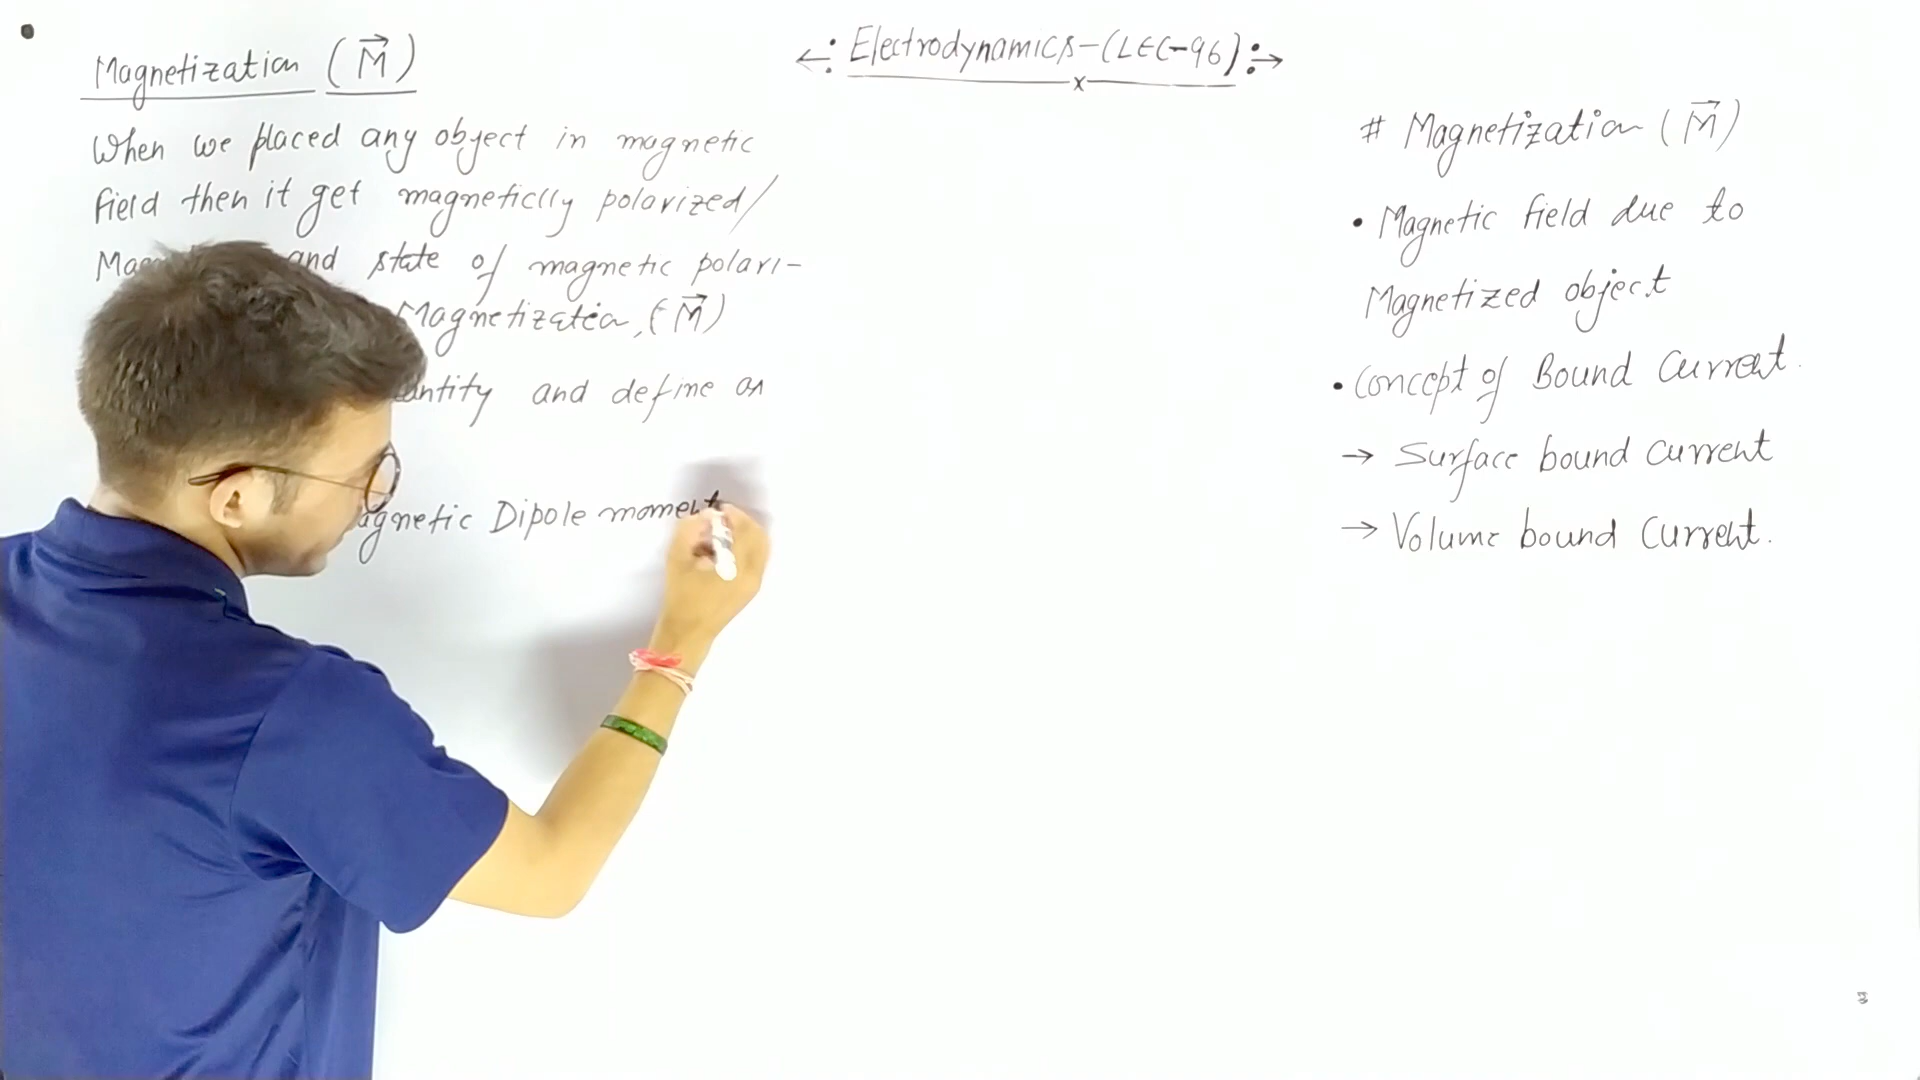 Magnetization (M⃗)
←: Electrodynamics-(LEC-96):→
x
When we placed any object in magnetic
field then it get magneticlly polarized/
and state of magnetic polari-
Magnetization, (M⃗)
and define as
Magnetic Dipole moment
# Magnetization (M⃗)
• Magnetic field due to
Magnetized object
• Concept of Bound Current.
→ Surface bound current
→ Volume bound Current.